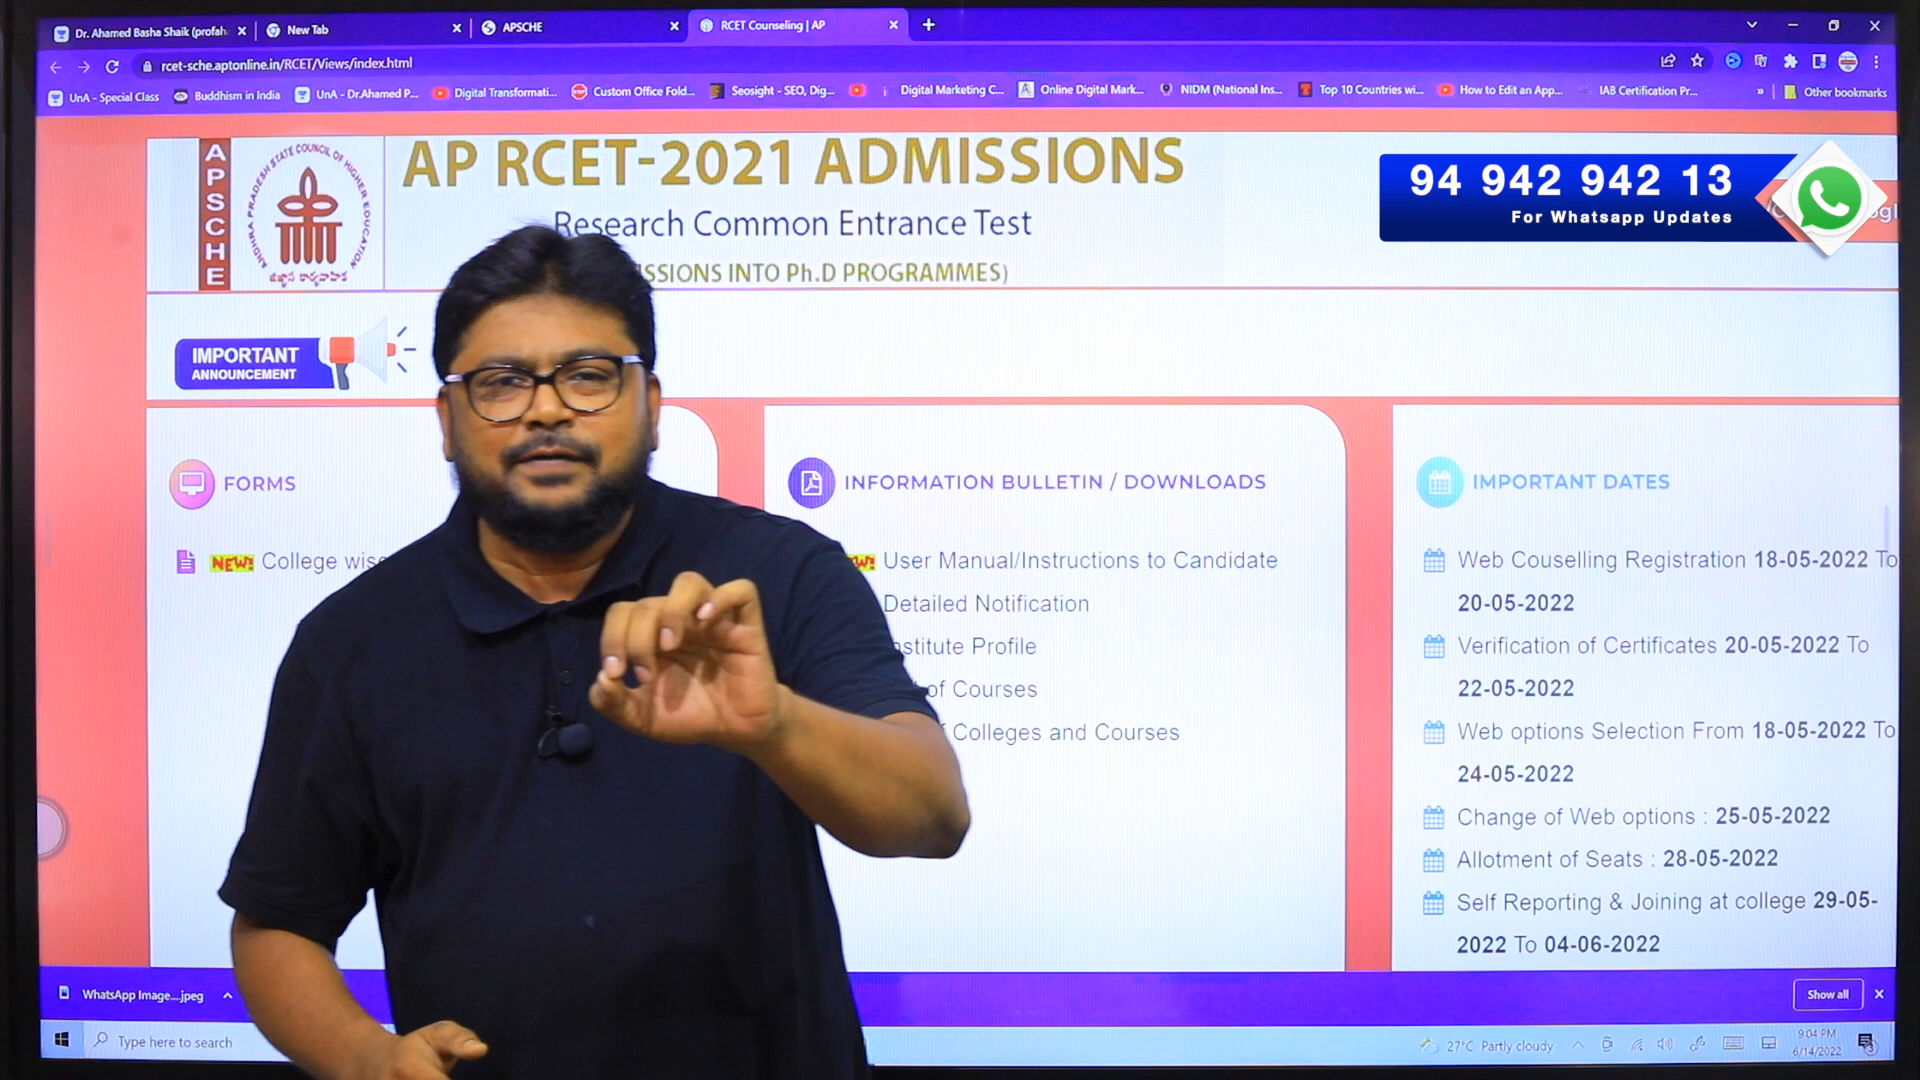 Dr. Ahamed Basha Shaik (profah
New Tab
APSCHE
RCET Counseling | AP
rcet-sche.aptonline.in/RCET/Views/index.html
UnA - Special Class
Buddhism in India
UnA - Dr.Ahamed P...
Digital Transformati...
Custom Office Fold...
Seosight - SEO, Dig...
Digital Marketing C...
Online Digital Mark...
NIDM (National Ins...
Top 10 Countries wi...
How to Edit an App...
IAB Certification Pr...
»
Other bookmarks
APSCHE
ANDHRA PRADESH STATE COUNCIL OF HIGHER EDUCATION
AP RCET-2021 ADMISSIONS
Research Common Entrance Test
SSIONS INTO Ph.D PROGRAMMES)
94 942 942 13
For Whatsapp Updates
IMPORTANT
ANNOUNCEMENT
FORMS
NEW! College wise
INFORMATION BULLETIN / DOWNLOADS
User Manual/Instructions to Candidate
Detailed Notification
nstitute Profile
of Courses
Colleges and Courses
IMPORTANT DATES
Web Couselling Registration 18-05-2022 To
20-05-2022
Verification of Certificates 20-05-2022 To
22-05-2022
Web options Selection From 18-05-2022 To
24-05-2022
Change of Web options : 25-05-2022
Allotment of Seats : 28-05-2022
Self Reporting & Joining at college 29-05-
2022 To 04-06-2022
WhatsApp Image....jpeg
Show all
Type here to search
27°C Partly cloudy
9:04 PM
6/14/2022